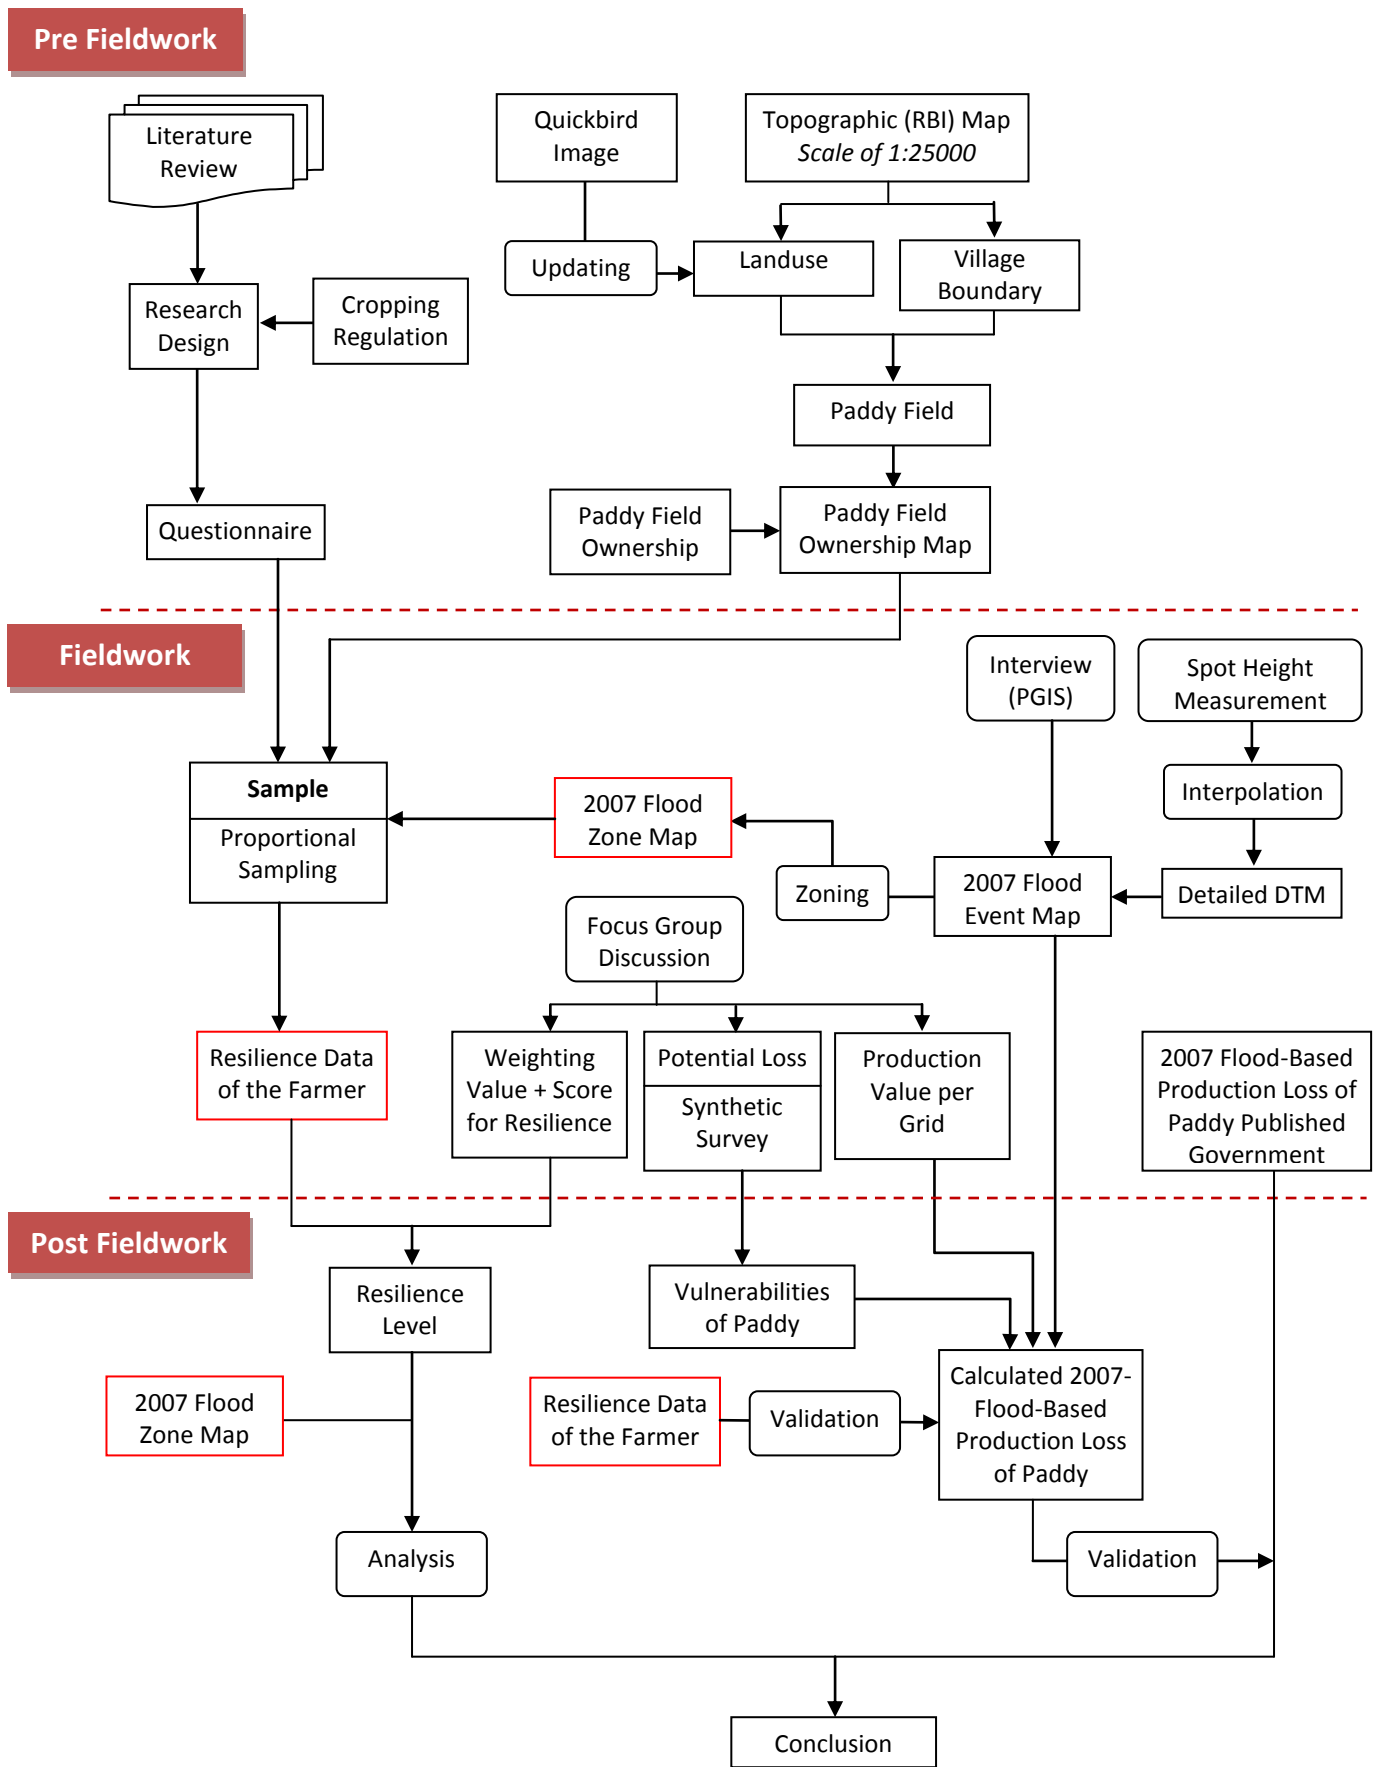 Pre Fieldwork
Literature
Review
Quickbird
Image
Topographic (RBI) Map
Scale of 1:25000
Updating
Landuse
Village
Boundary
Research
Design
Cropping
Regulation
Paddy Field
Questionnaire
Paddy Field
Ownership
Paddy Field
Ownership Map
Fieldwork
Interview
(PGIS)
Spot Height
Measurement
Sample
Proportional
Sampling
2007 Flood
Zone Map
Interpolation
Zoning
2007 Flood
Event Map
Detailed DTM
Focus Group
Discussion
Resilience Data
of the Farmer
Weighting
Value + Score
for Resilience
Potential Loss
Synthetic
Survey
Production
Value per
Grid
2007 Flood-Based
Production Loss of
Paddy Published
Government
Post Fieldwork
Resilience
Level
Vulnerabilities
of Paddy
2007 Flood
Zone Map
Resilience Data
of the Farmer
Validation
Calculated 2007-
Flood-Based
Production Loss
of Paddy
Analysis
Validation
Conclusion